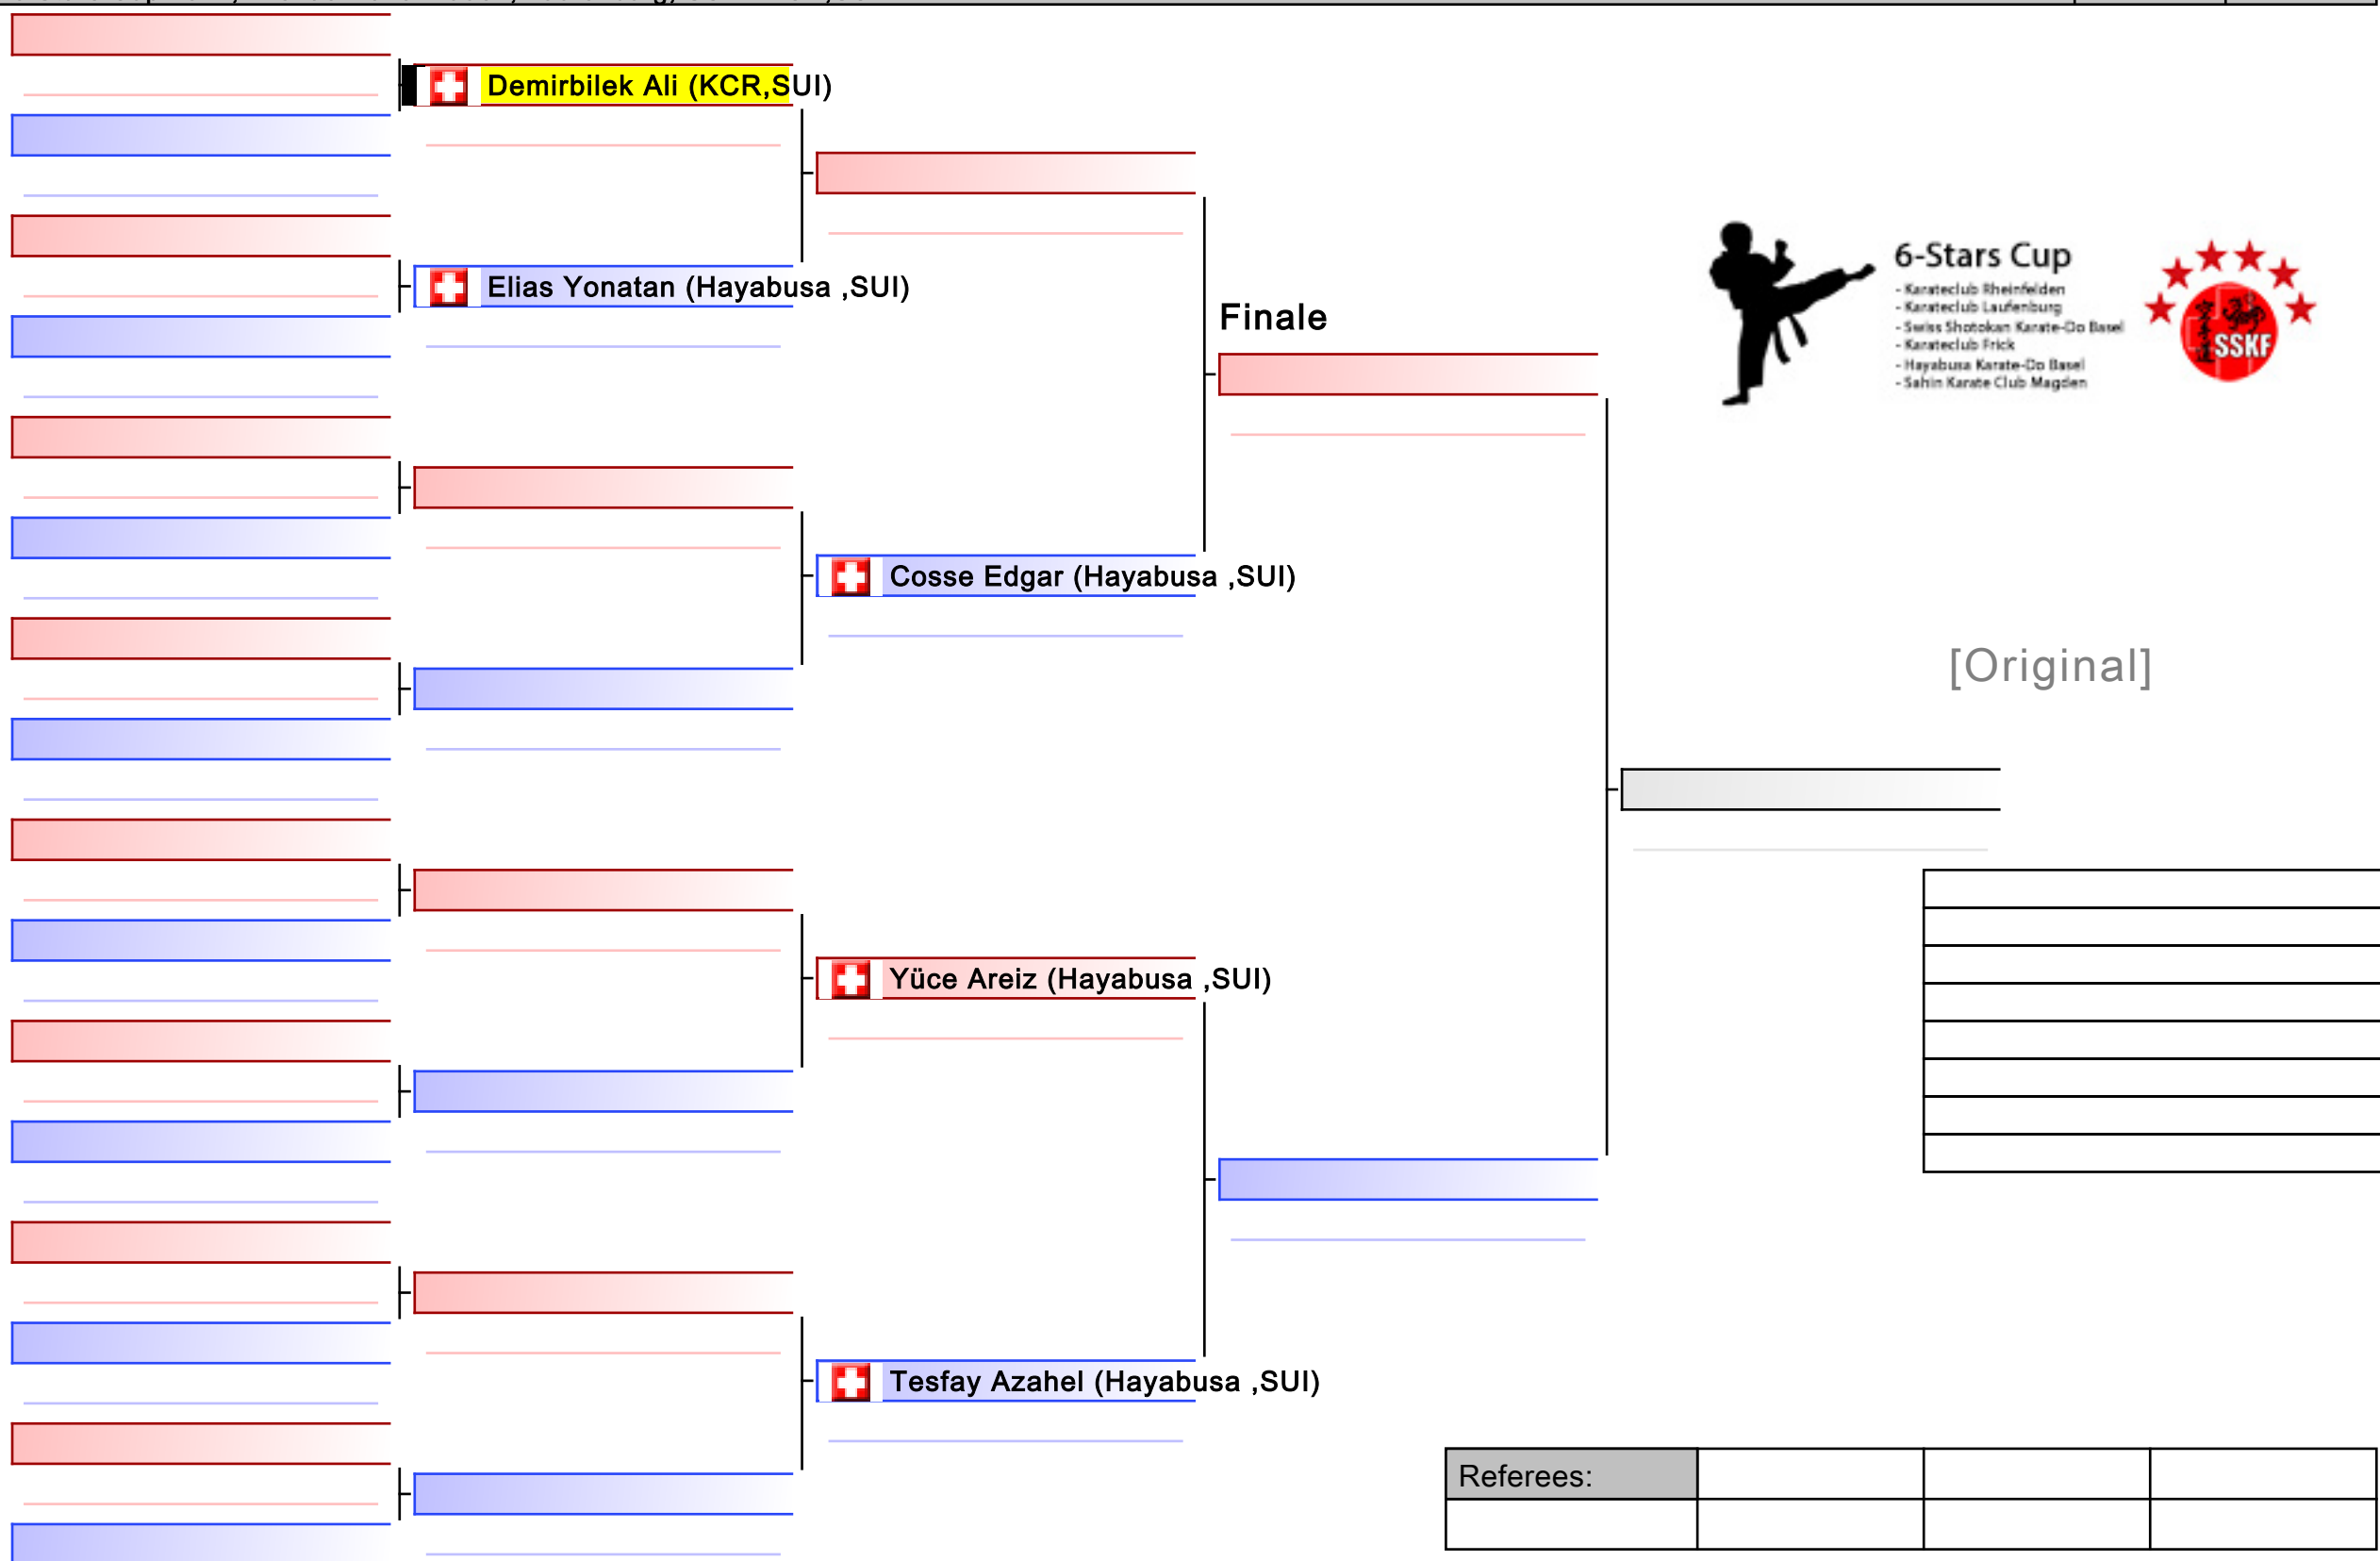 Demirbilek Ali (KCR,SUI)
Elias Yonatan (Hayabusa ,SUI)
6-Stars Cup
- Karateclub Rheinfelden
- Karateclub Laufenburg
- Swiss Shotokan Karate-Do Basel
- Karateclub Frick
- Hayabusa Karate-Do Basel
- Sahin Karate Club Magden
SSKF
Finale
Cosse Edgar (Hayabusa ,SUI)
[Original]
Yüce Areiz (Hayabusa ,SUI)
Tesfay Azahel (Hayabusa ,SUI)
Referees: